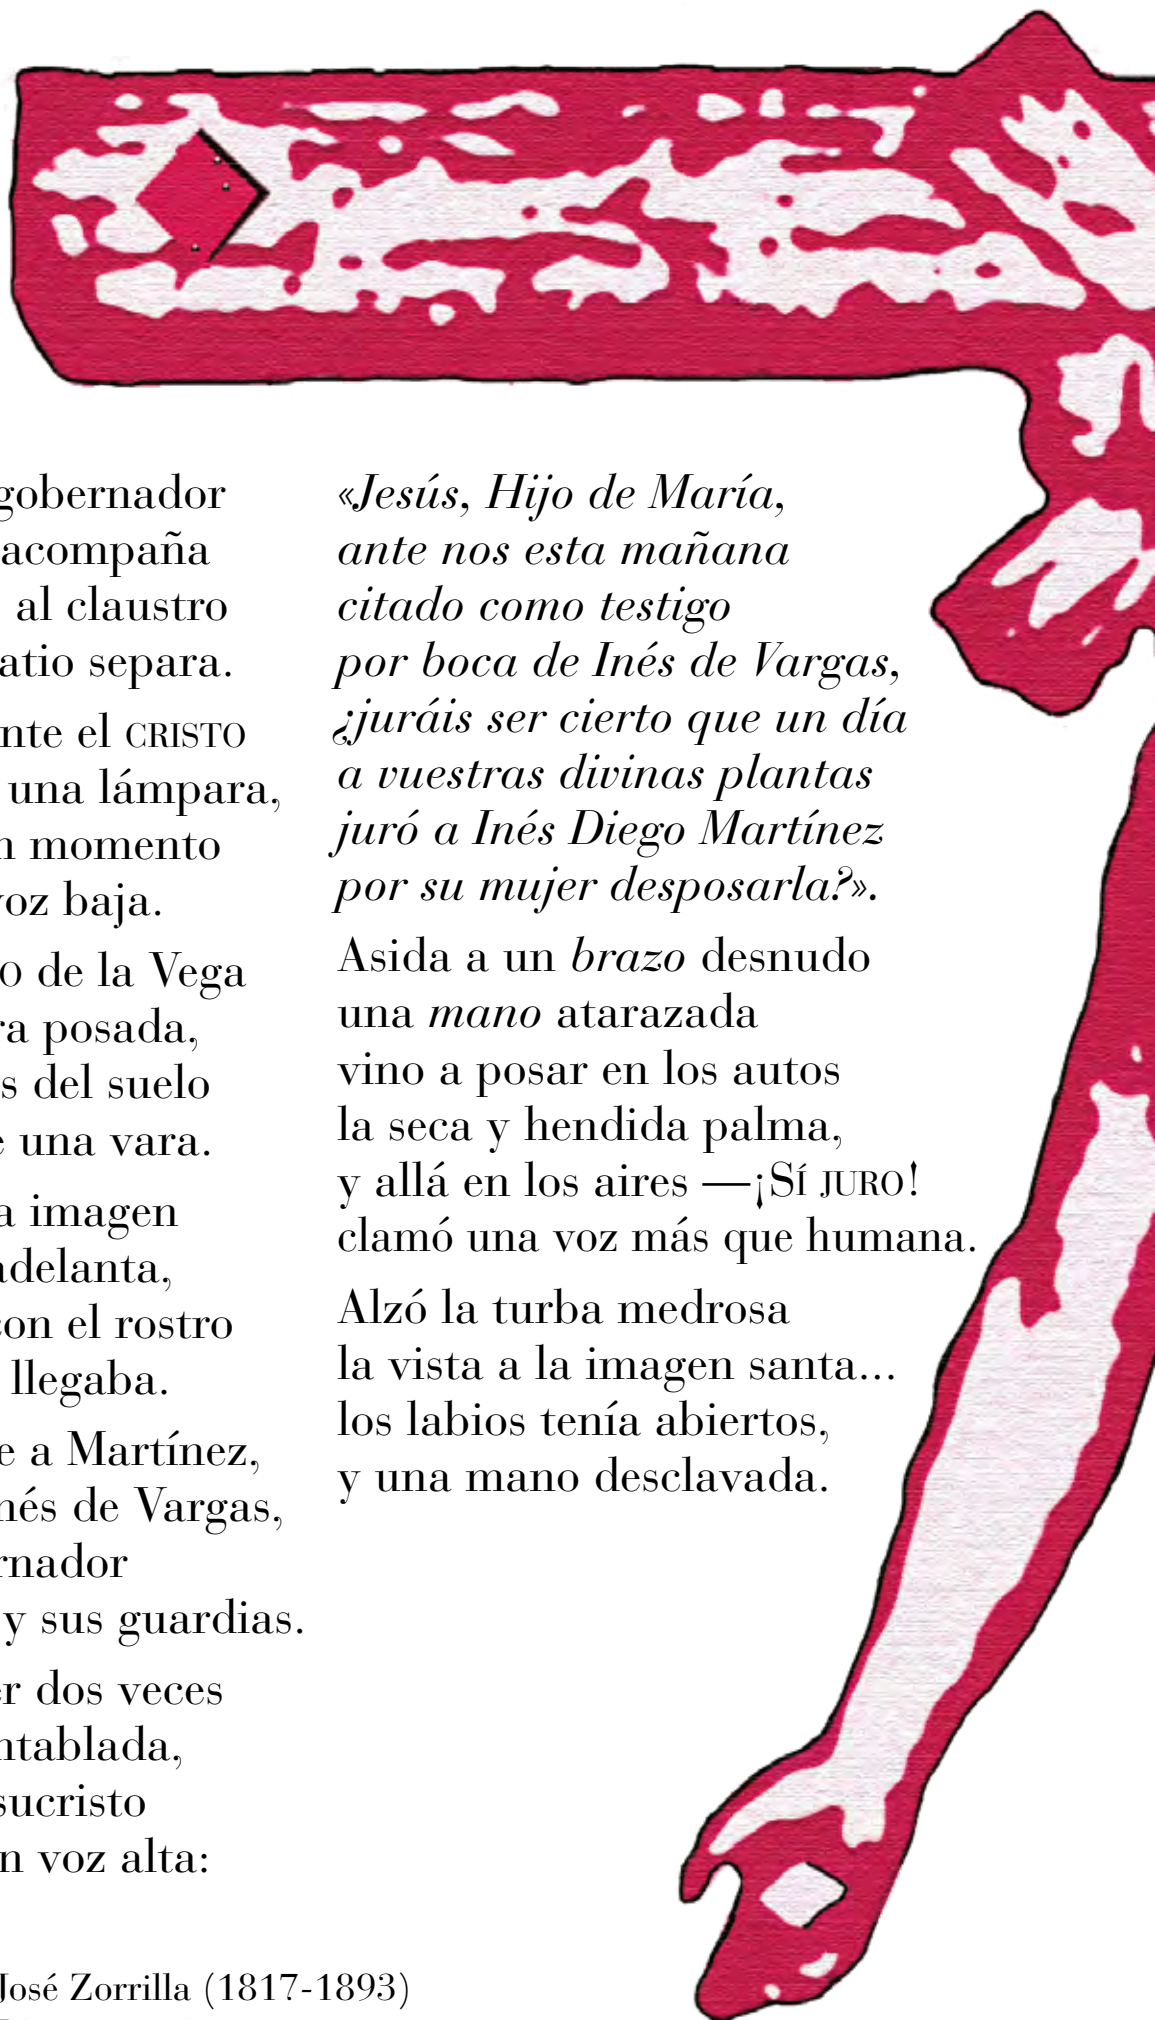 gobernador
acompaña
al claustro
atio separa.
nte el CRISTO
una lámpara,
n momento
voz baja.
O de la Vega
ra posada,
s del suelo
e una vara.
a imagen
adelanta,
con el rostro
llegaba.
e a Martínez,
nés de Vargas,
rnador
y sus guardias.
er dos veces
ntablada,
sucristo
n voz alta:
«Jesús, Hijo de María,
ante nos esta mañana
citado como testigo
por boca de Inés de Vargas,
¿juráis ser cierto que un día
a vuestras divinas plantas
juró a Inés Diego Martínez
por su mujer desposarla?».
Asida a un brazo desnudo
una mano atarazada
vino a posar en los autos
la seca y hendida palma,
y allá en los aires —¡SÍ JURO!
clamó una voz más que humana.
Alzó la turba medrosa
la vista a la imagen santa...
los labios tenía abiertos,
y una mano desclavada.
José Zorrilla (1817-1893)